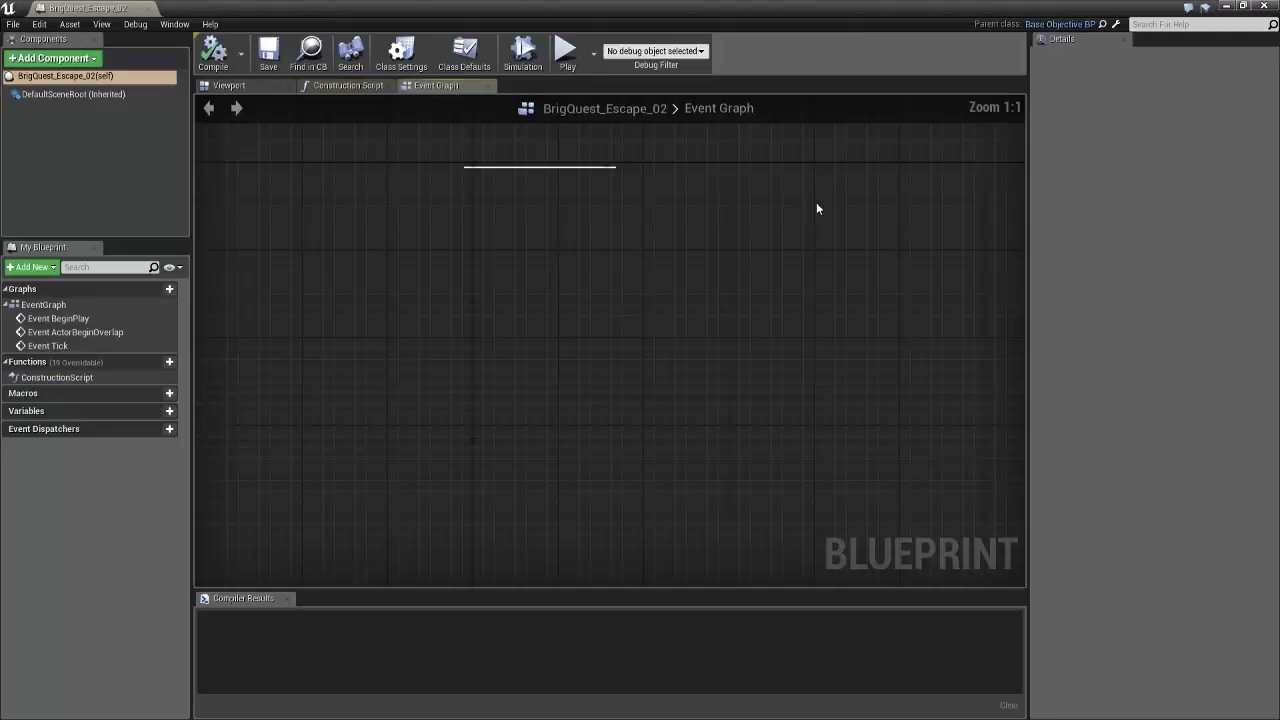 BrigQuest_Escape_02
File Edit Asset View Debug Window Help
Parent class: Base Objective BP
Search For Help
Components
+Add Component
BrigQuest_Escape_02(self)
DefaultSceneRoot (Inherited)
Compile
Save
Find in CB
Search
Class Settings
Class Defaults
Simulation
Play
No debug object selected
Debug Filter
Details
Viewport
Construction Script
Event Graph
BrigQuest_Escape_02 > Event Graph
Zoom 1:1
My Blueprint
+Add New
Search
Graphs
EventGraph
Event BeginPlay
Event ActorBeginOverlap
Event Tick
Functions (19 Overridable)
ConstructionScript
Macros
Variables
Event Dispatchers
BLUEPRINT
Compiler Results
Clear